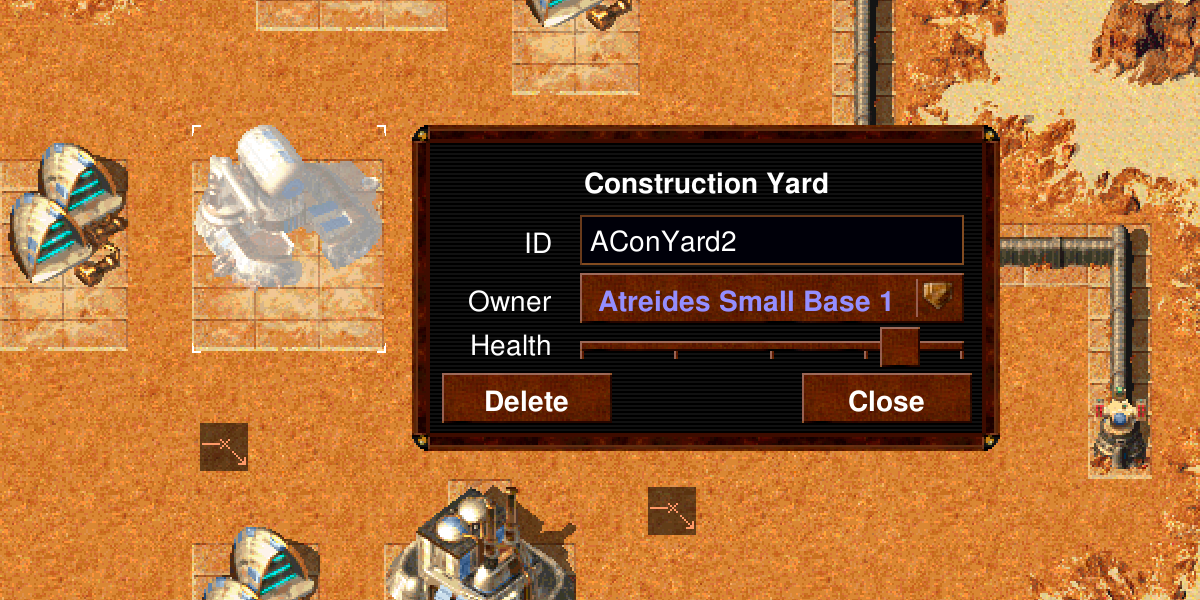 Construction Yard
ID AConYard2
Owner Atreides Small Base 1
Health
Delete Close